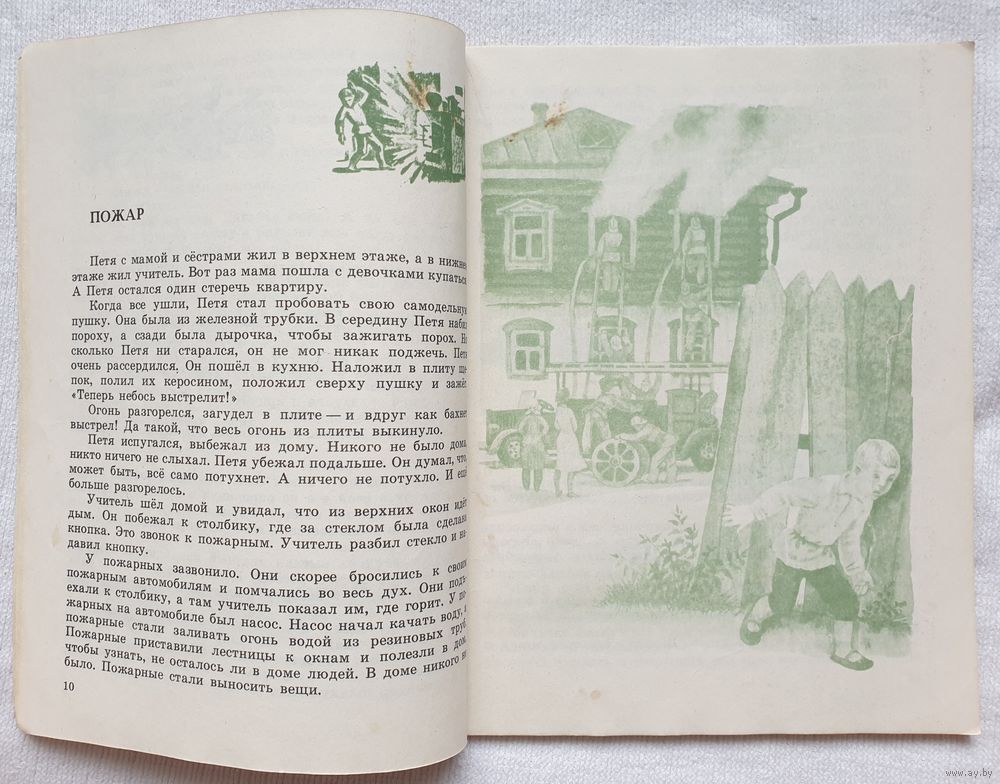 ПОЖАР
Петя с мамой и сёстрами жил в верхнем этаже, а в нижнем
этаже жил учитель. Вот раз мама пошла с девочками купаться.
А Петя остался один стеречь квартиру.
Когда все ушли, Петя стал пробовать свою самодельную
пушку. Она была из железной трубки. В середину Петя набил
пороху, а сзади была дырочка, чтобы зажигать порох. Но
сколько Петя ни старался, он не мог никак поджечь. Петя
очень рассердился. Он пошёл в кухню. Наложил в плиту ще-
пок, полил их керосином, положил сверху пушку и зажёг.
«Теперь небось выстрелит!»
Огонь разгорелся, загудел в плите — и вдруг как бахнет
выстрел! Да такой, что весь огонь из плиты выкинуло.
Петя испугался, выбежал из дому. Никого не было дома,
никто ничего не слыхал. Петя убежал подальше. Он думал, что,
может быть, всё само потухнет. А ничего не потухло. И ещё
больше разгорелось.
Учитель шёл домой и увидал, что из верхних окон идёт
дым. Он побежал к столбику, где за стеклом была сделана
кнопка. Это звонок к пожарным. Учитель разбил стекло и на-
давил кнопку.
У пожарных зазвонило. Они скорее бросились к своим
пожарным автомобилям и помчались во весь дух. Они подъ-
ехали к столбику, а там учитель показал им, где горит. У по-
жарных на автомобиле был насос. Насос начал качать воду, а
пожарные стали заливать огонь водой из резиновых труб.
Пожарные приставили лестницы к окнам и полезли в дом,
чтобы узнать, не осталось ли в доме людей. В доме никого не
было. Пожарные стали выносить вещи.
10
www.ay.by